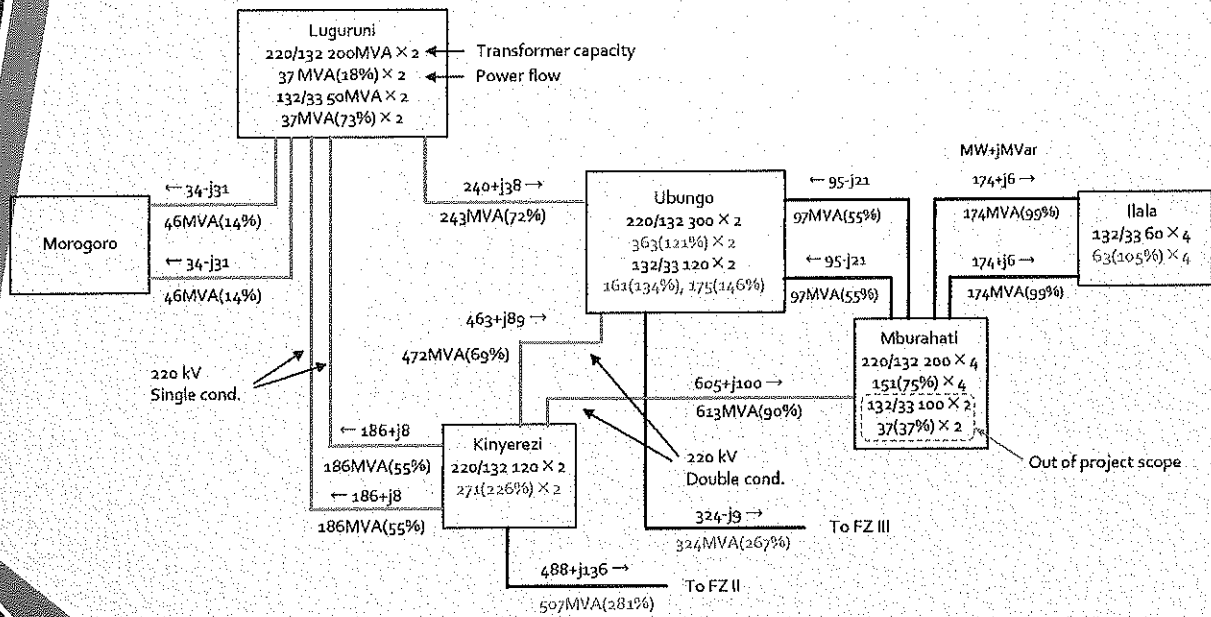 Luguruni
220/132 200MVA × 2
37 MVA(18%) × 2
132/33 50MVA × 2
37MVA(73%) × 2
Transformer capacity
Power flow
MW+jMVar
← 34-j31
46MVA(14%)
Morogoro
← 34-j31
46MVA(14%)
240+j38 →
243MVA(72%)
Ubungo
220/132 300 × 2
363(121%) × 2
132/33 120 × 2
161(134%), 175(146%)
← 95-j21
97MVA(55%)
← 95-j21
97MVA(55%)
174+j6 →
174MVA(99%)
174+j6 →
174MVA(99%)
Ilala
132/33 60 × 4
63(105%) × 4
463+j89 →
472MVA(69%)
Mburahati
220/132 200 × 4
151(75%) × 4
132/33 100 × 2
37(37%) × 2
Out of project scope
220 kV
Single cond.
605+j100 →
613MVA(90%)
← 186+j8
186MVA(55%)
← 186+j8
186MVA(55%)
Kinyerezi
220/132 120 × 2
271(226%) × 2
220 kV
Double cond.
324-j9 →
324MVA(267%)
To FZ III
488+j136 →
507MVA(281%)
To FZ II